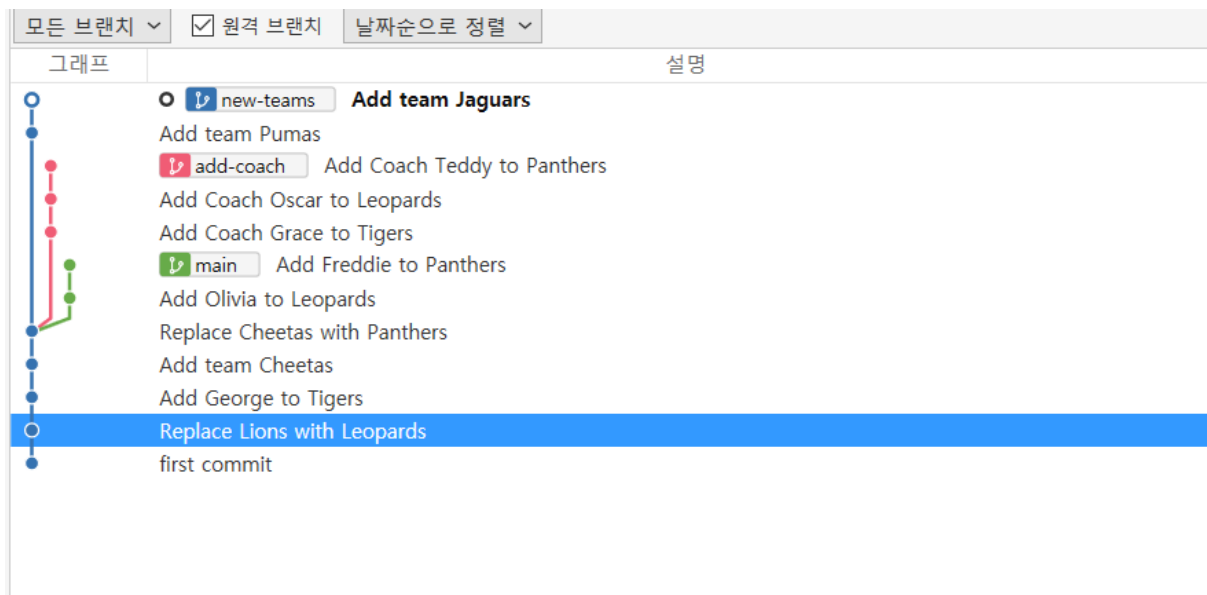 모든 브랜치 원격 브랜치 날짜순으로 정렬
그래프 설명
new-teams Add team Jaguars
Add team Pumas
add-coach Add Coach Teddy to Panthers
Add Coach Oscar to Leopards
Add Coach Grace to Tigers
main Add Freddie to Panthers
Add Olivia to Leopards
Replace Cheetas with Panthers
Add team Cheetas
Add George to Tigers
Replace Lions with Leopards
first commit